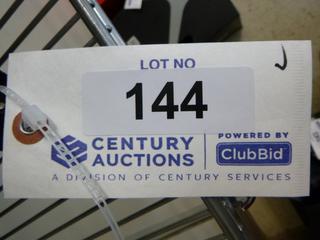 LOT NO
144
CENTURY
AUCTIONS
POWERED BY
ClubBid
A DIVISION OF CENTURY SERVICES